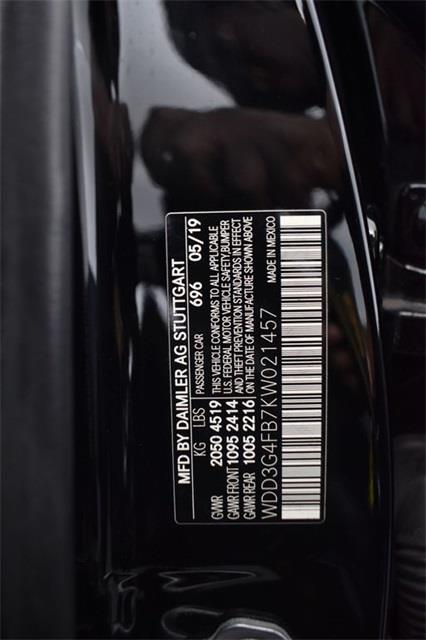 MFD BY DAIMLER AG STUTTGART
PASSENGER CAR 696 05/19
KG LBS
GVWR 2050 4519
GAWR FRONT 1095 2414
GAWR REAR 1005 2216
THIS VEHICLE CONFORMS TO ALL APPLICABLE
U.S. FEDERAL MOTOR VEHICLE SAFETY/BUMPER
AND THEFT PREVENTION STANDARDS IN EFFECT
ON THE DATE OF MANUFACTURE SHOWN ABOVE
WDD3G4FB7KW021457
MADE IN MEXICO